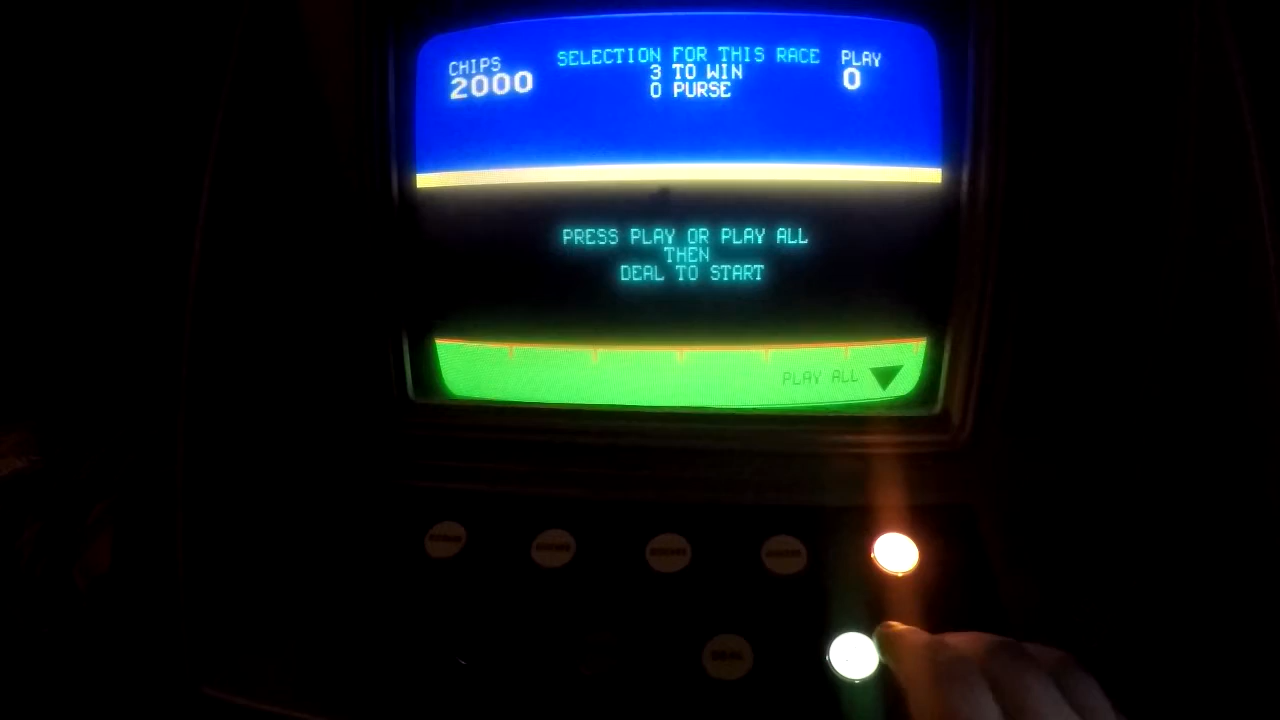 CHIPS
2000
SELECTION FOR THIS RACE
3 TO WIN
0 PURSE
PLAY
0
PRESS PLAY OR PLAY ALL
THEN
DEAL TO START
PLAY ALL